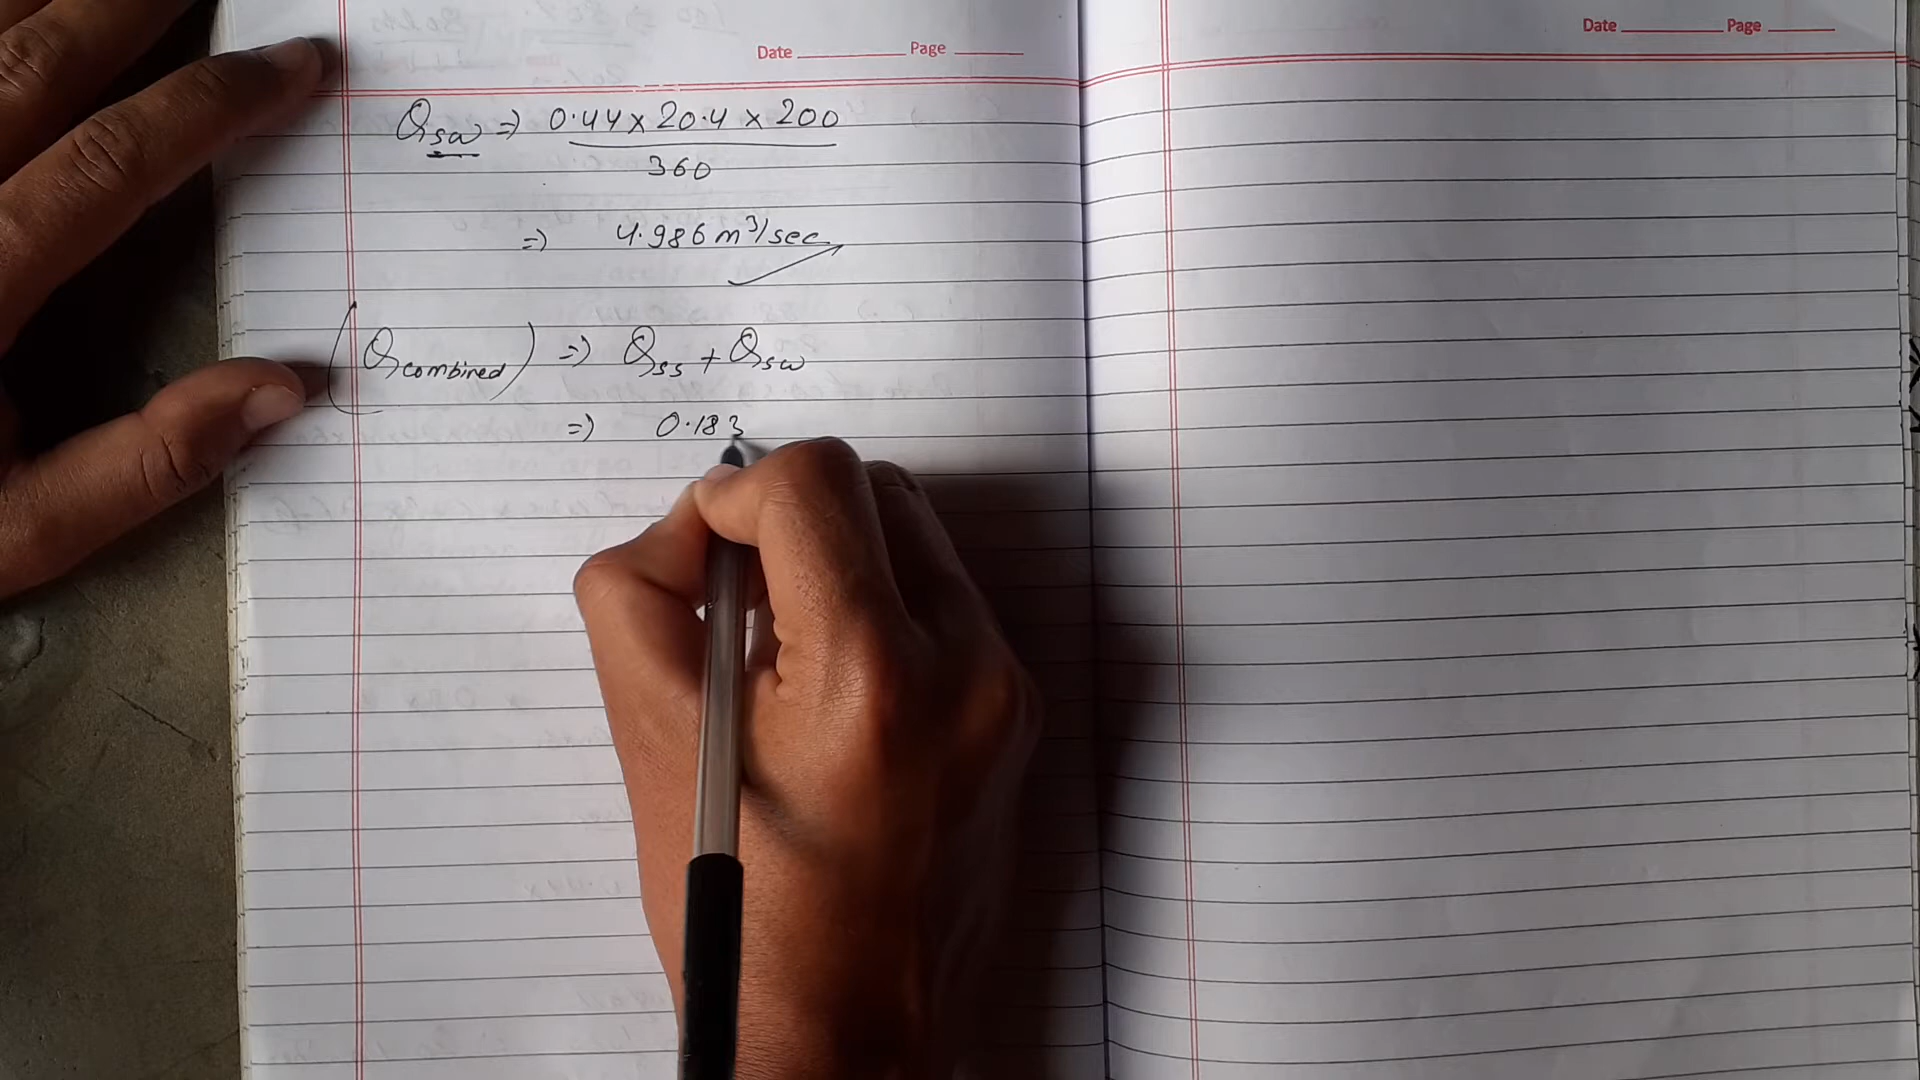 Date Page
Date Page
Qsw => 0.44 x 20.4 x 200
360
=> 4.986 m³/sec
(Qcombined) => Qss + Qsw
=> 0.183